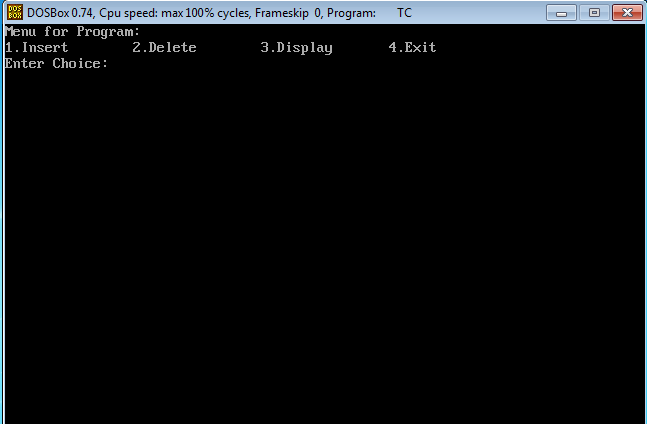 DOSBox 0.74, Cpu speed: max 100% cycles, Frameskip 0, Program: TC
Menu for Program:
1.Insert 2.Delete 3.Display 4.Exit
Enter Choice: